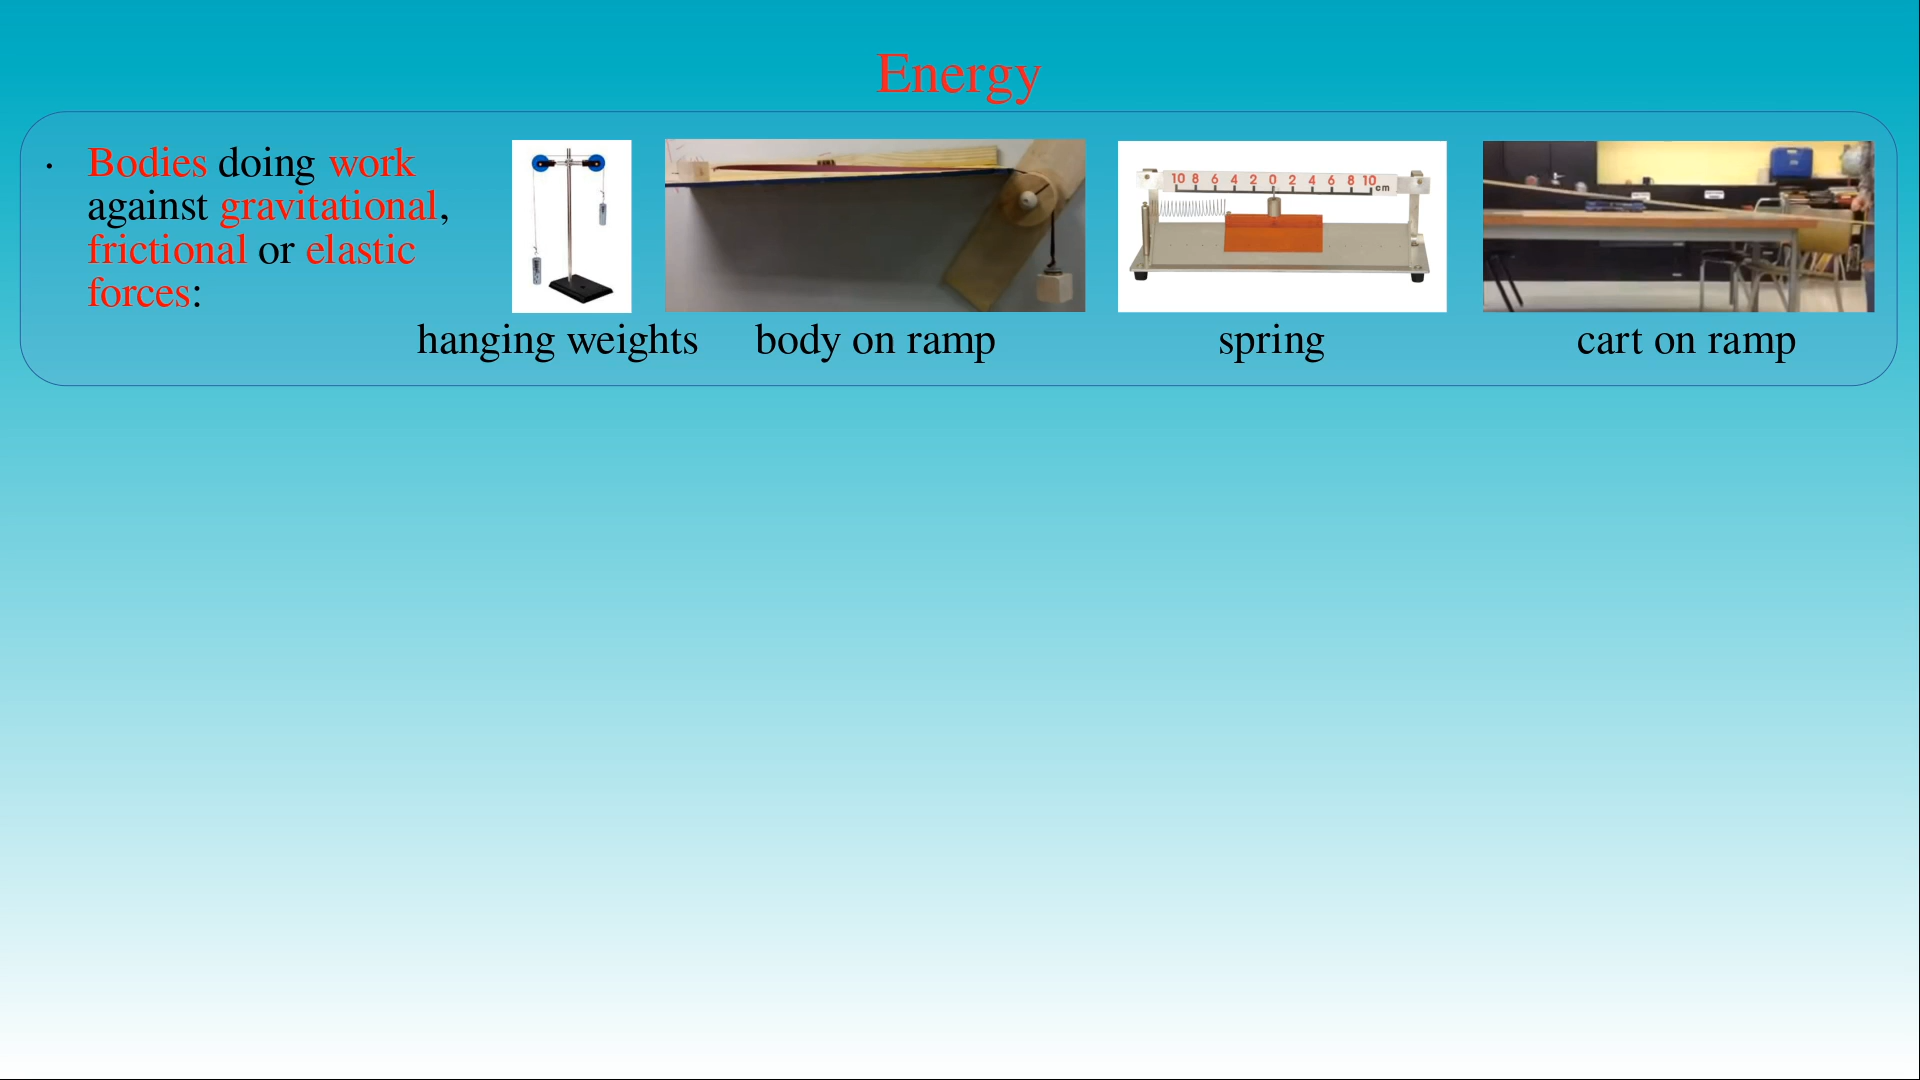 Energy
• Bodies doing work
against gravitational,
frictional or elastic
forces:
10 8 6 4 2 0 2 4 6 8 10 cm
hanging weights
body on ramp
spring
cart on ramp